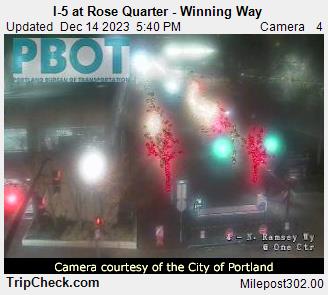 I-5 at Rose Quarter - Winning Way
Updated Dec 14 2023 5:40 PM Camera 4
PBOT
PORTLAND BUREAU OF TRANSPORTATION
4 - N. Ramsey Wy
@ One Ctr
Camera courtesy of the City of Portland
TripCheck.com Milepost302.00